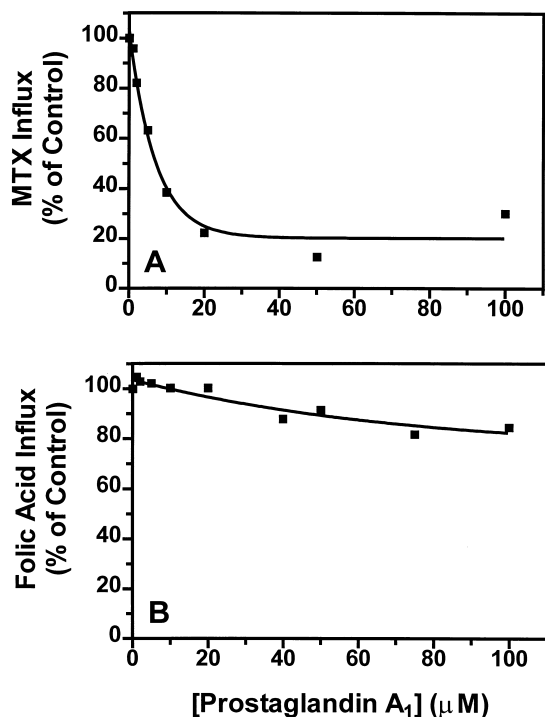 MTX Influx
(% of Control)
100
80
60
40
20
0
A
0 20 40 60 80 100
Folic Acid Influx
(% of Control)
100
80
60
40
20
0
B
0 20 40 60 80 100
[Prostaglandin A1] (μM)